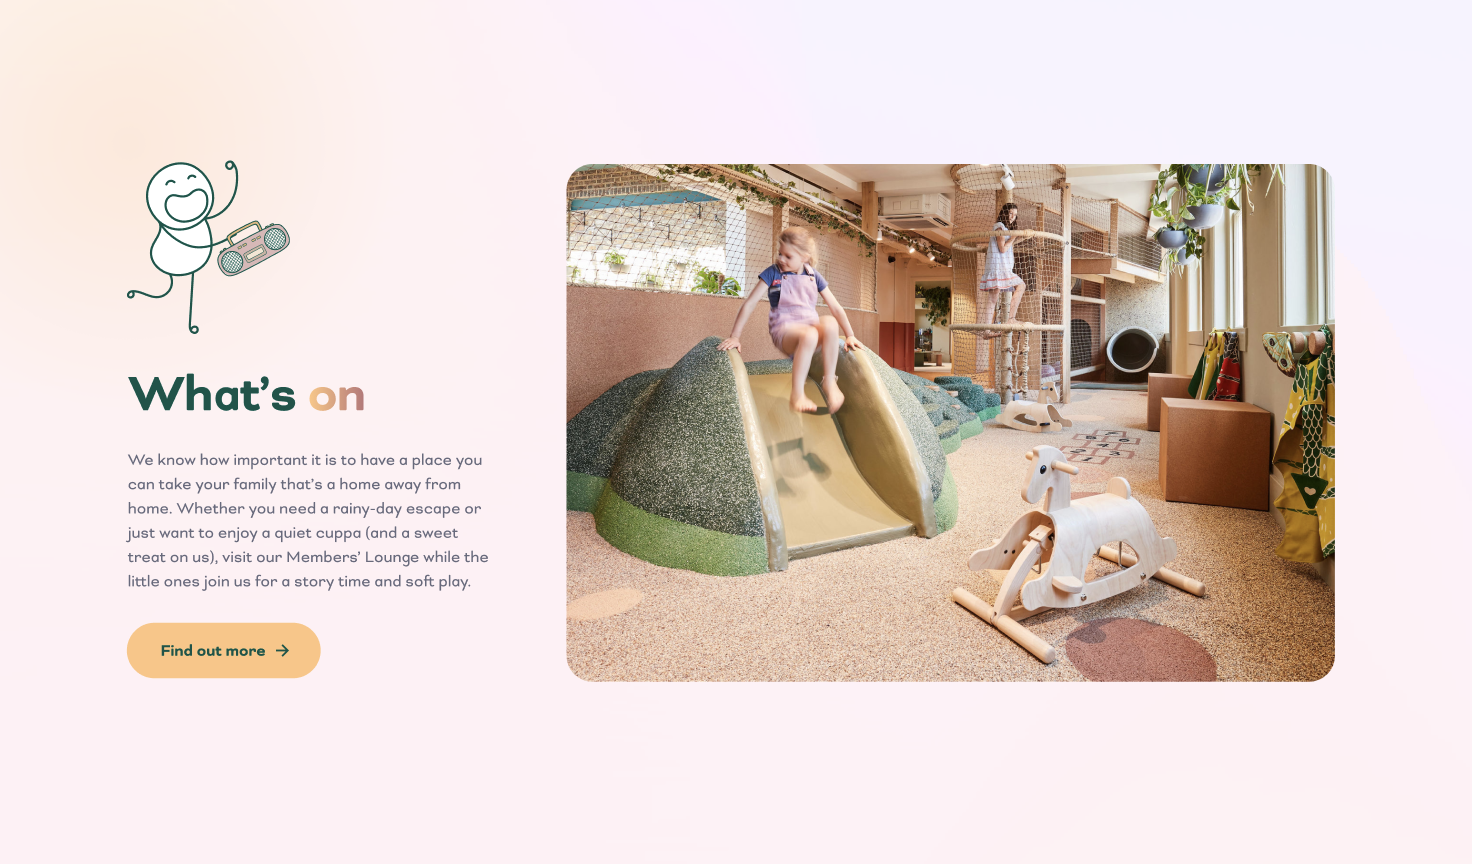 What’s on
We know how important it is to have a place you
can take your family that’s a home away from
home. Whether you need a rainy-day escape or
just want to enjoy a quiet cuppa (and a sweet
treat on us), visit our Members’ Lounge while the
little ones join us for a story time and soft play.
Find out more →